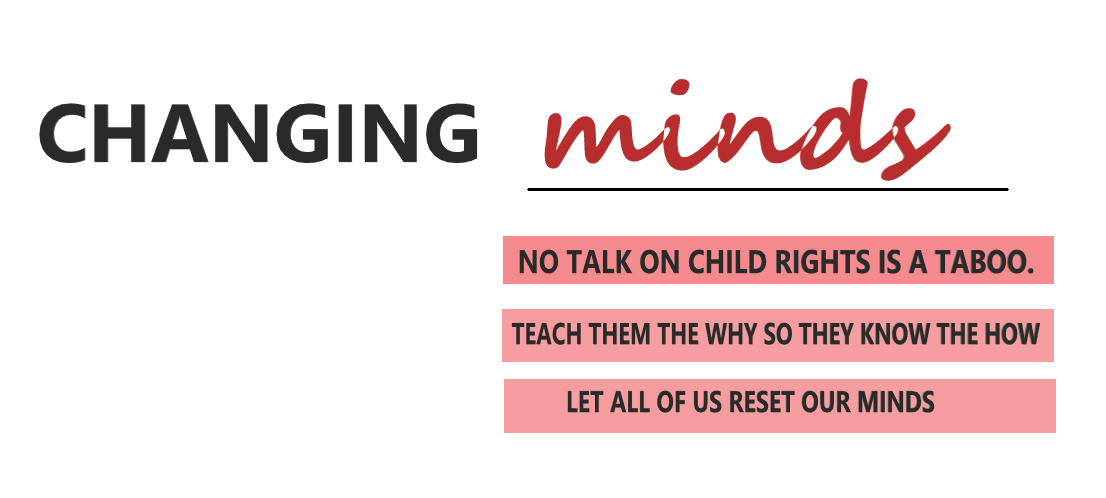 CHANGING minds
NO TALK ON CHILD RIGHTS IS A TABOO.
TEACH THEM THE WHY SO THEY KNOW THE HOW
LET ALL OF US RESET OUR MINDS